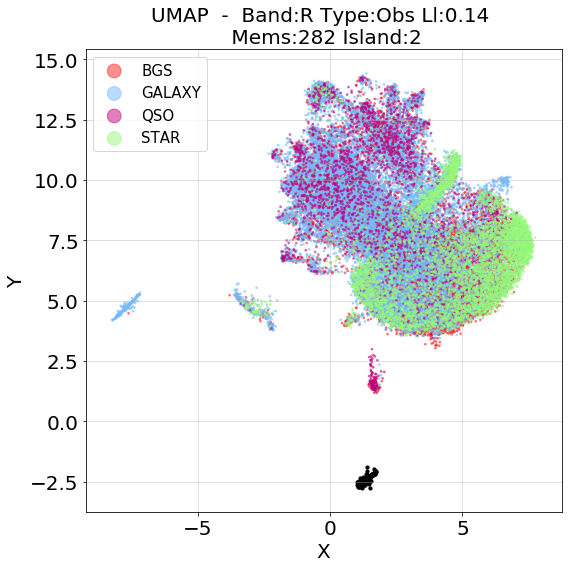 UMAP - Band:R Type:Obs Ll:0.14
Mems:282 Island:2
BGS
GALAXY
QSO
STAR
15.0
12.5
10.0
7.5
5.0
2.5
0.0
−2.5
Y
−5
0
5
X